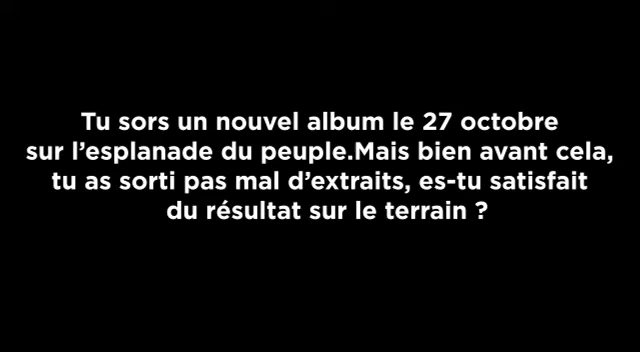 Tu sors un nouvel album le 27 octobre
sur l’esplanade du peuple.Mais bien avant cela,
tu as sorti pas mal d’extraits, es-tu satisfait
du résultat sur le terrain ?